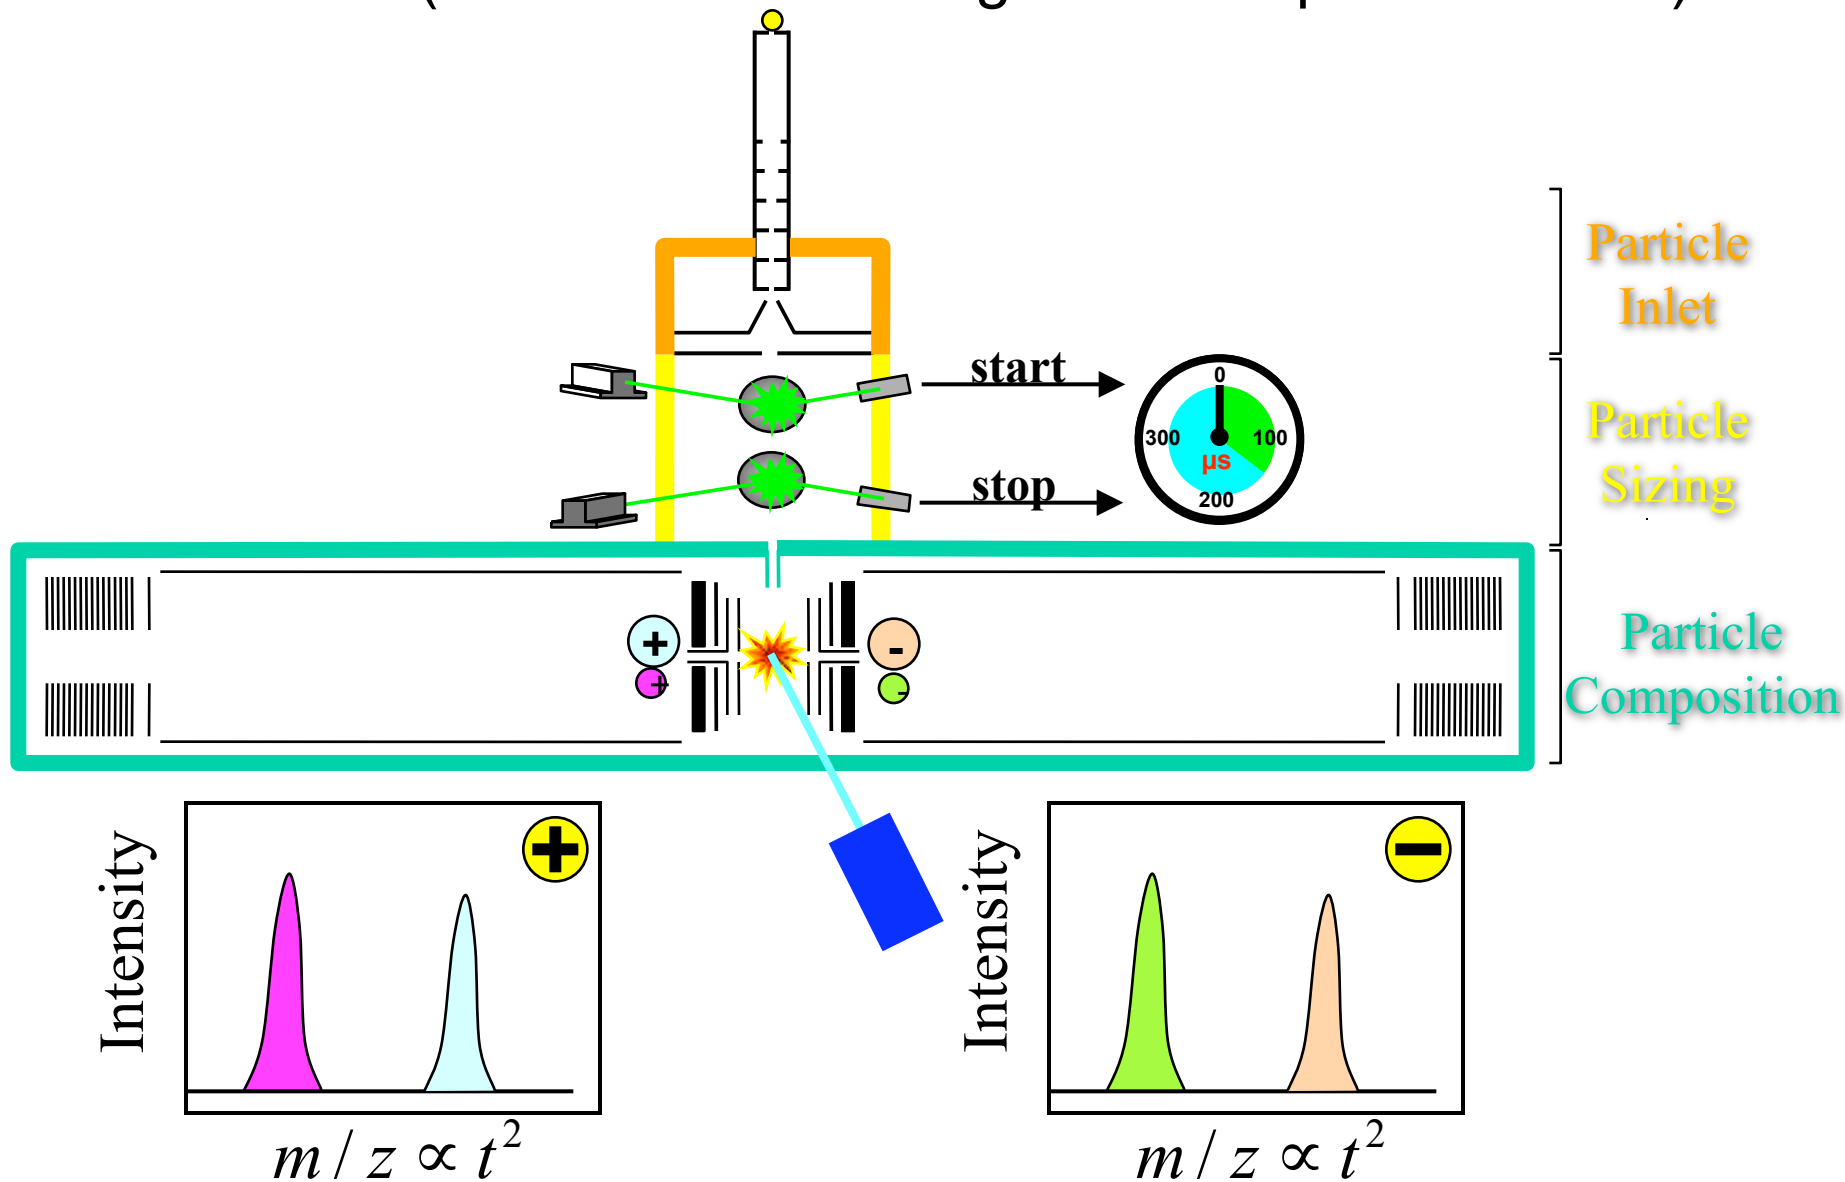 Particle
Inlet
start
0
300
100
µs
200
stop
Particle
Sizing
+
+
-
-
Particle
Composition
Intensity
+
m / z ∝ t²
Intensity
−
m / z ∝ t²